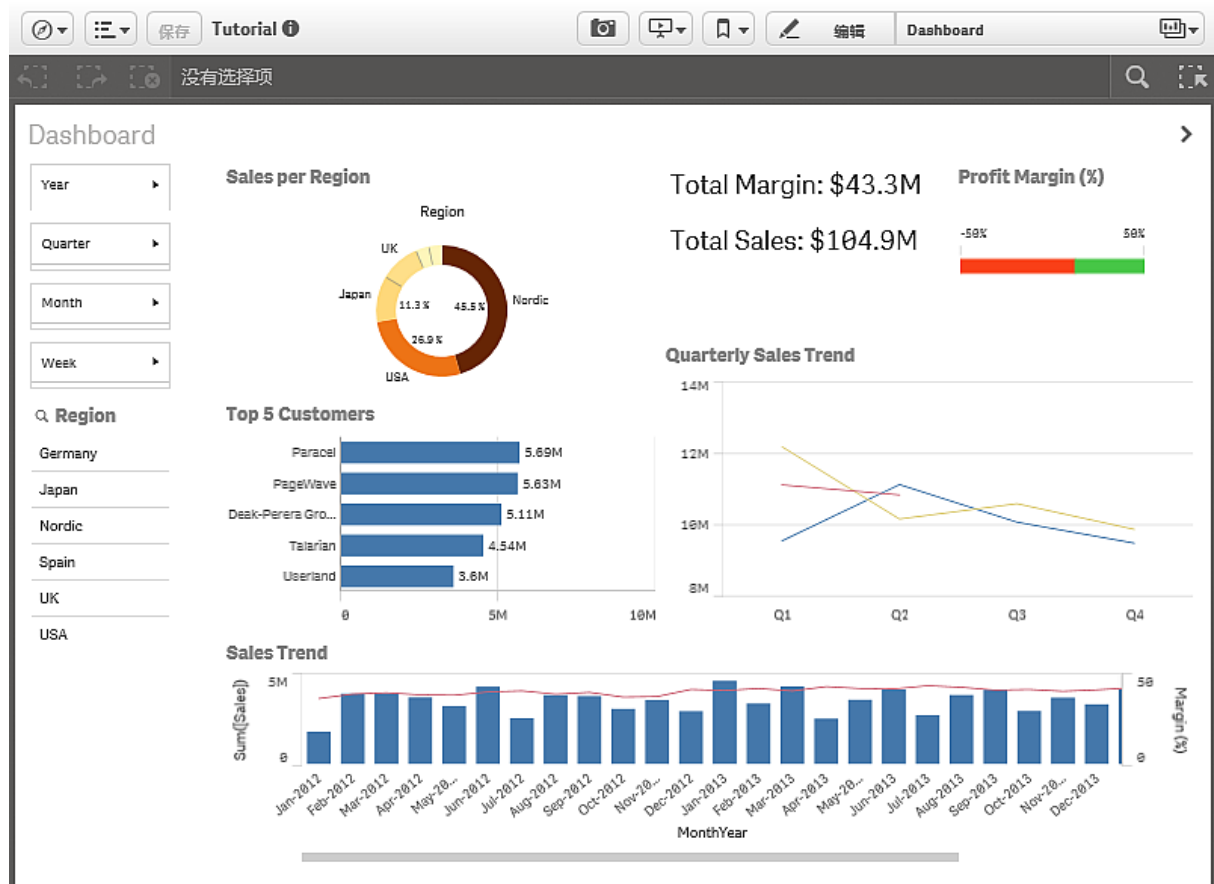 保存 Tutorial 编辑 Dashboard
没有选择项
Dashboard
Year
Quarter
Month
Week
Region
Germany
Japan
Nordic
Spain
UK
USA
Sales per Region
Region
UK
Japan
11.3% 45.5%
Nordic
26.9%
USA
Total Margin: $43.3M
Total Sales: $104.9M
Profit Margin (%)
-50% 50%
Top 5 Customers
Paracel 5.69M
PageWave 5.63M
Deak-Perera Gro... 5.11M
Talarian 4.54M
Userland 3.6M
0 5M 10M
Quarterly Sales Trend
14M
12M
10M
8M
Q1 Q2 Q3 Q4
Sales Trend
Sum([Sales])
5M
0
50
0
Margin (%)
Jan-2012 Feb-2012 Mar-2012 Apr-2012 May-20... Jun-2012 Jul-2012 Aug-2012 Sep-2012 Oct-2012 Nov-20... Dec-2012 Jan-2013 Feb-2013 Mar-2013 Apr-2013 May-20... Jun-2013 Jul-2013 Aug-2013 Sep-2013 Oct-2013 Nov-20... Dec-2013
MonthYear